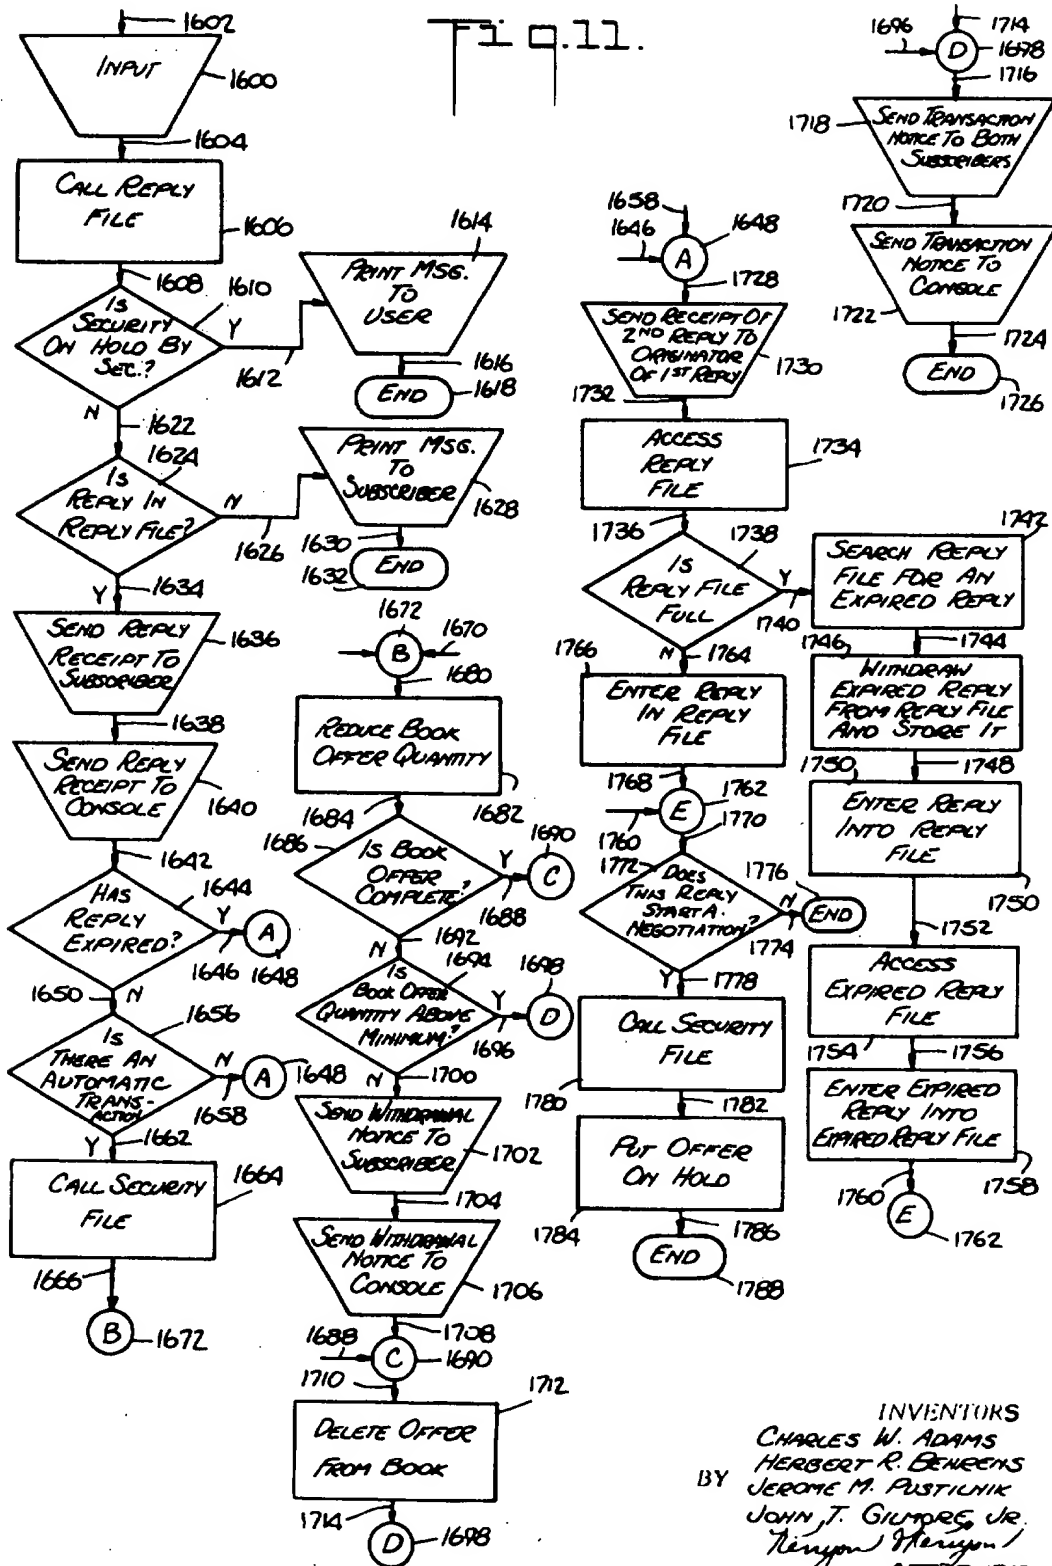 Fig.11.
1602
INPUT
1600
1604
CALL REPLY
FILE
1606
1608
1610
IS
SECURITY
ON HOLD BY
SEC.?
Y
1612
1614
PRINT MSG.
TO
USER
1616
END
1618
N
1622
1624
IS
REPLY IN
REPLY FILE?
N
1626
PRINT MSG.
TO
SUBSCRIBER
1628
1630
END
1632
Y
1634
SEND REPLY
RECEIPT TO
SUBSCRIBER
1636
1638
SEND REPLY
RECEIPT TO
CONSOLE
1640
1642
1644
HAS
REPLY
EXPIRED?
Y
1646
A
1648
1650
N
1656
IS
THERE AN
AUTOMATIC
TRANS-
ACTION
N
1658
A
1648
Y
1662
CALL SECURITY
FILE
1664
1666
B
1672
1672
B
1670
1680
REDUCE BOOK
OFFER QUANTITY
1682
1684
1686
IS BOOK
OFFER
COMPLETE?
Y
1688
1690
C
N
1692
1694
IS
BOOK OFFER
QUANTITY ABOVE
MINIMUM?
Y
1696
1698
D
N
1700
SEND WITHDRAWAL
NOTICE TO
SUBSCRIBER
1702
1704
SEND WITHDRAWAL
NOTICE TO
CONSOLE
1706
1708
1688
C
1690
1710
1712
DELETE OFFER
FROM BOOK
1714
D
1698
1658
1646
A
1648
1728
SEND RECEIPT OF
2ND REPLY TO
ORIGINATOR
OF 1ST REPLY
1730
1732
ACCESS
REPLY
FILE
1734
1736
1738
IS
REPLY FILE
FULL
Y
1740
1742
SEARCH REPLY
FILE FOR AN
EXPIRED REPLY
1744
1746
WITHDRAW
EXPIRED REPLY
FROM REPLY FILE
AND STORE IT
1748
1750
ENTER REPLY
INTO REPLY
FILE
1750
1752
ACCESS
EXPIRED REPLY
FILE
1754
1756
ENTER EXPIRED
REPLY INTO
EXPIRED REPLY FILE
1758
1760
E
1762
N
1764
1766
ENTER REPLY
IN REPLY
FILE
1768
E
1762
1760
1770
1772
DOES
THIS REPLY
START A
NEGOTIATION?
N
1774
1776
END
Y
1778
CALL SECURITY
FILE
1780
1782
PUT OFFER
ON HOLD
1784
1786
END
1788
1714
1696
D
1698
1716
1718
SEND TRANSACTION
NOTICE TO BOTH
SUBSCRIBERS
1720
SEND TRANSACTION
NOTICE TO
CONSOLE
1722
1724
END
1726
INVENTORS
CHARLES W. ADAMS
HERBERT R. BEHRENS
BY JEROME M. PUSTILNIK
JOHN T. GILMORE, JR.
Kenyon & Kenyon